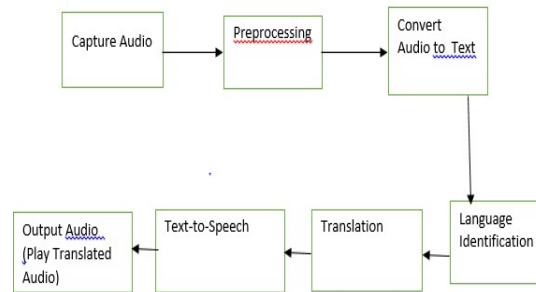 Capture Audio
Preprocessing
Convert
Audio to Text
Language
Identification
Translation
Text-to-Speech
Output Audio
(Play Translated
Audio)